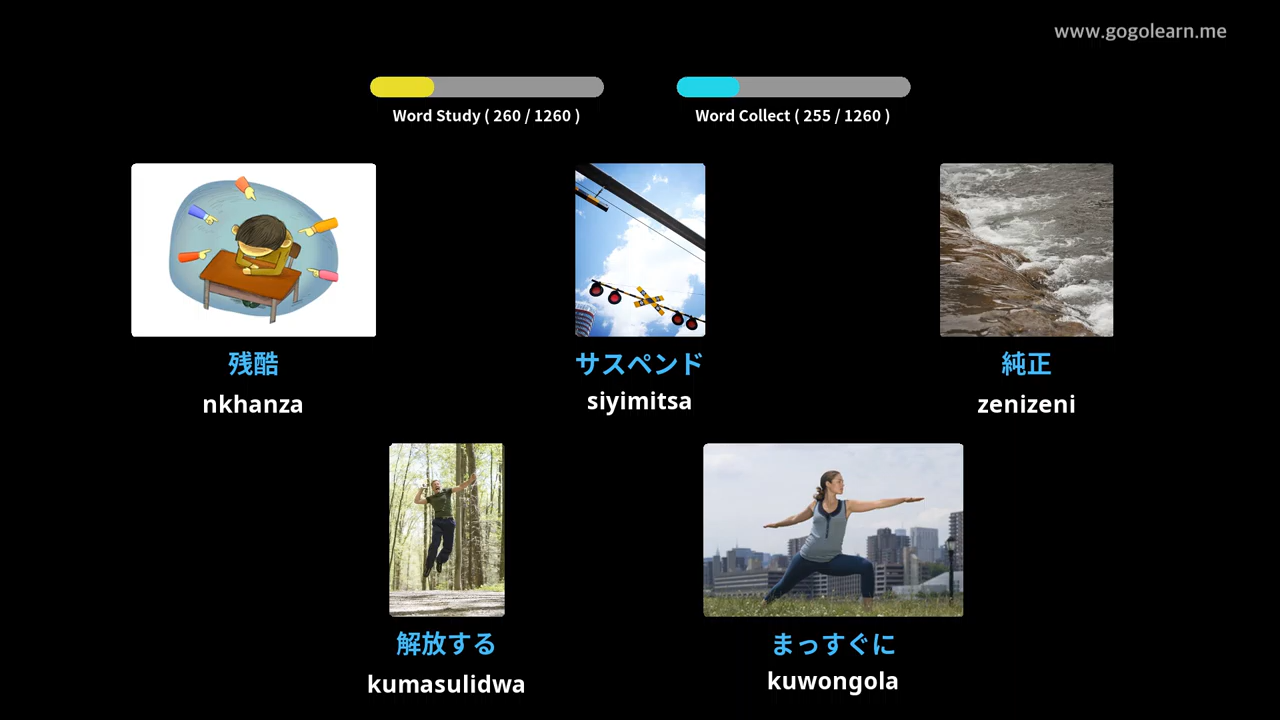 www.gogolearn.me
Word Study ( 260 / 1260 )
Word Collect ( 255 / 1260 )
残酷
nkhanza
サスペンド
siyimitsa
純正
zenizeni
解放する
kumasulidwa
まっすぐに
kuwongola